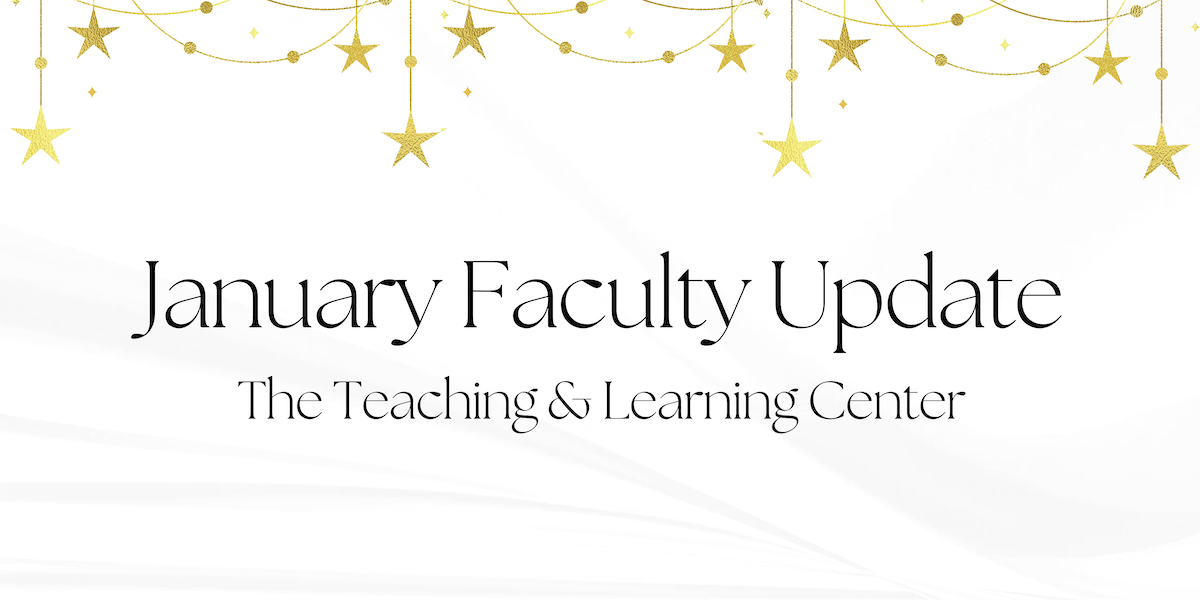 January Faculty Update
The Teaching & Learning Center